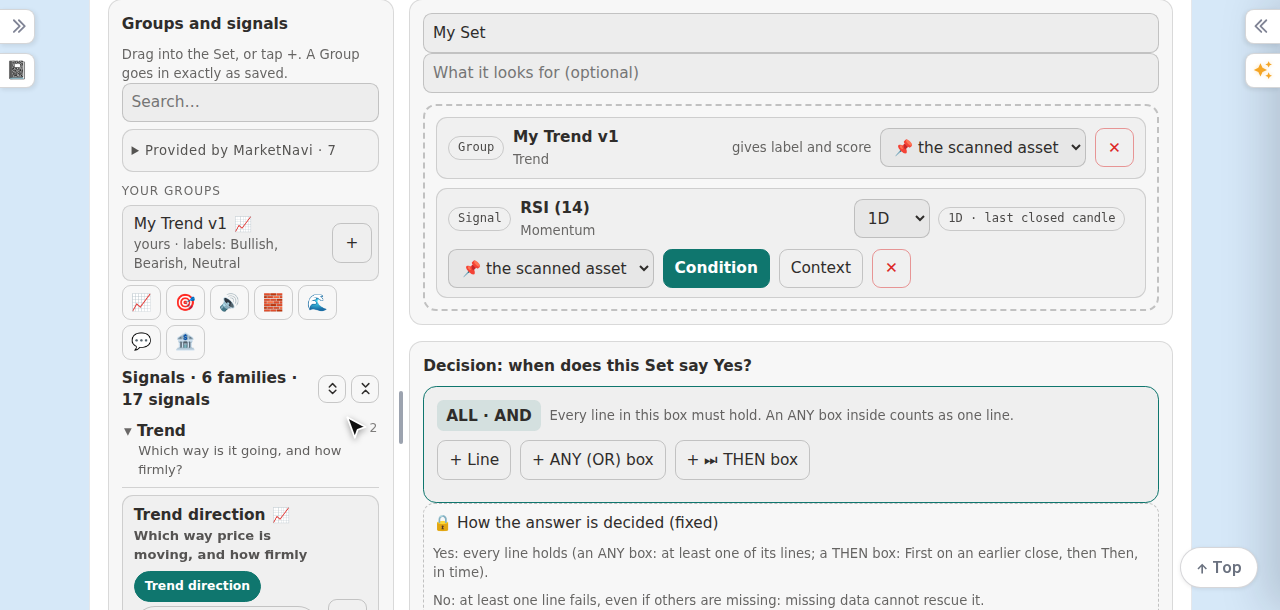 Groups and signals
Drag into the Set, or tap +. A Group
goes in exactly as saved.
Search...
▶ Provided by MarketNavi · 7
YOUR GROUPS
My Trend v1
yours · labels: Bullish,
Bearish, Neutral
+
Signals · 6 families ·
17 signals
▼ Trend
2
Which way is it going, and how
firmly?
Trend direction
Which way price is
moving, and how firmly
Trend direction
My Set
What it looks for (optional)
Group
My Trend v1
Trend
gives label and score
the scanned asset
✕
Signal
RSI (14)
Momentum
1D
1D · last closed candle
the scanned asset
Condition
Context
✕
Decision: when does this Set say Yes?
ALL · AND
Every line in this box must hold. An ANY box inside counts as one line.
+ Line
+ ANY (OR) box
+ ⏭ THEN box
How the answer is decided (fixed)
Yes: every line holds (an ANY box: at least one of its lines; a THEN box: First on an earlier close, then Then,
in time).
No: at least one line fails, even if others are missing: missing data cannot rescue it.
↑ Top